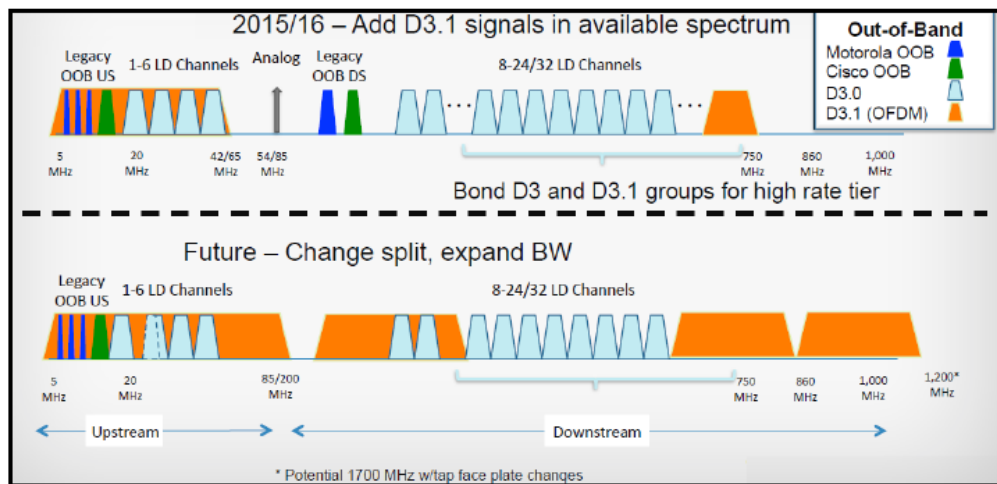 2015/16 – Add D3.1 signals in available spectrum
Out-of-Band
Motorola OOB
Cisco OOB
D3.0
D3.1 (OFDM)
Legacy
OOB US
1-6 LD Channels
Analog
Legacy
OOB DS
8-24/32 LD Channels
5
MHz
20
MHz
42/65
MHz
54/85
MHz
750
MHz
860
MHz
1,000
MHz
Bond D3 and D3.1 groups for high rate tier
Future – Change split, expand BW
Legacy
OOB US
1-6 LD Channels
8-24/32 LD Channels
5
MHz
20
MHz
85/200
MHz
750
MHz
860
MHz
1,000
MHz
1,200*
MHz
Upstream
Downstream
* Potential 1700 MHz w/tap face plate changes